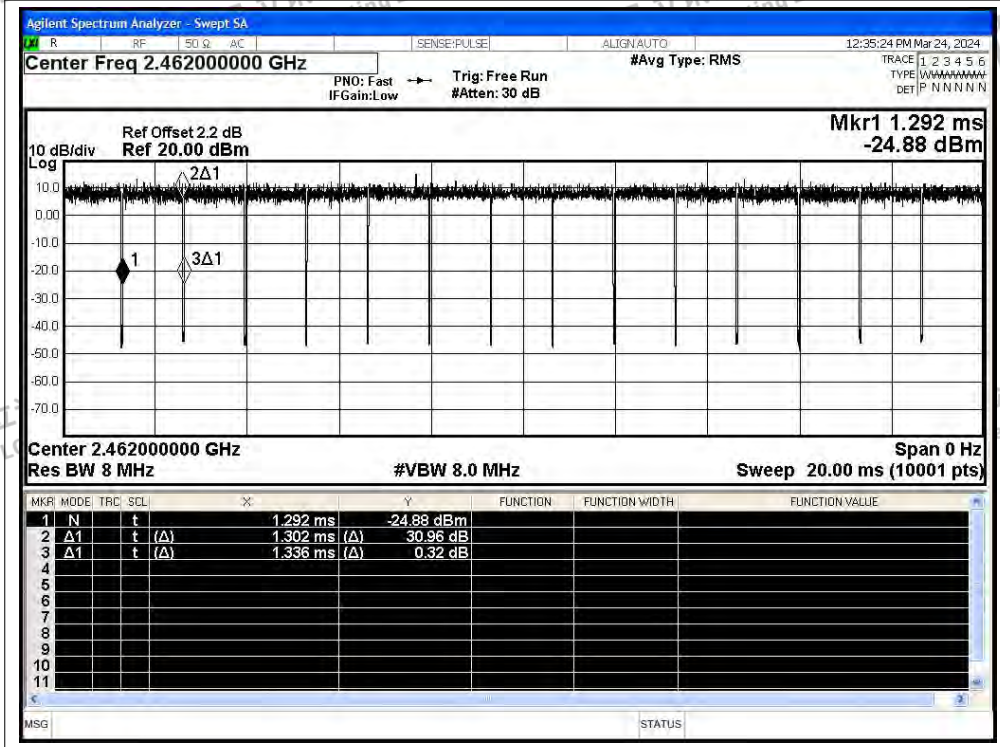 Agilent Spectrum Analyzer - Swept SA
LXI R RF 50 Ω AC SENSE:PULSE ALIGN AUTO 12:35:24 PM Mar 24, 2024
Center Freq 2.462000000 GHz #Avg Type: RMS TRACE 1 2 3 4 5 6
PNO: Fast Trig: Free Run TYPE WWWWWW
IFGain:Low #Atten: 30 dB DET P N N N N N
Mkr1 1.292 ms
Ref Offset 2.2 dB
10 dB/div Ref 20.00 dBm -24.88 dBm
Log
2Δ1
10.0
0.00
-10.0
1 3Δ1
-20.0
-30.0
-40.0
-50.0
-60.0
-70.0
Center 2.462000000 GHz Span 0 Hz
Res BW 8 MHz #VBW 8.0 MHz Sweep 20.00 ms (10001 pts)
MKR MODE TRC SCL X Y FUNCTION FUNCTION WIDTH FUNCTION VALUE
1 N t 1.292 ms -24.88 dBm
2 Δ1 t (Δ) 1.302 ms (Δ) 30.96 dB
3 Δ1 t (Δ) 1.336 ms (Δ) 0.32 dB
4
5
6
7
8
9
10
11
MSG STATUS